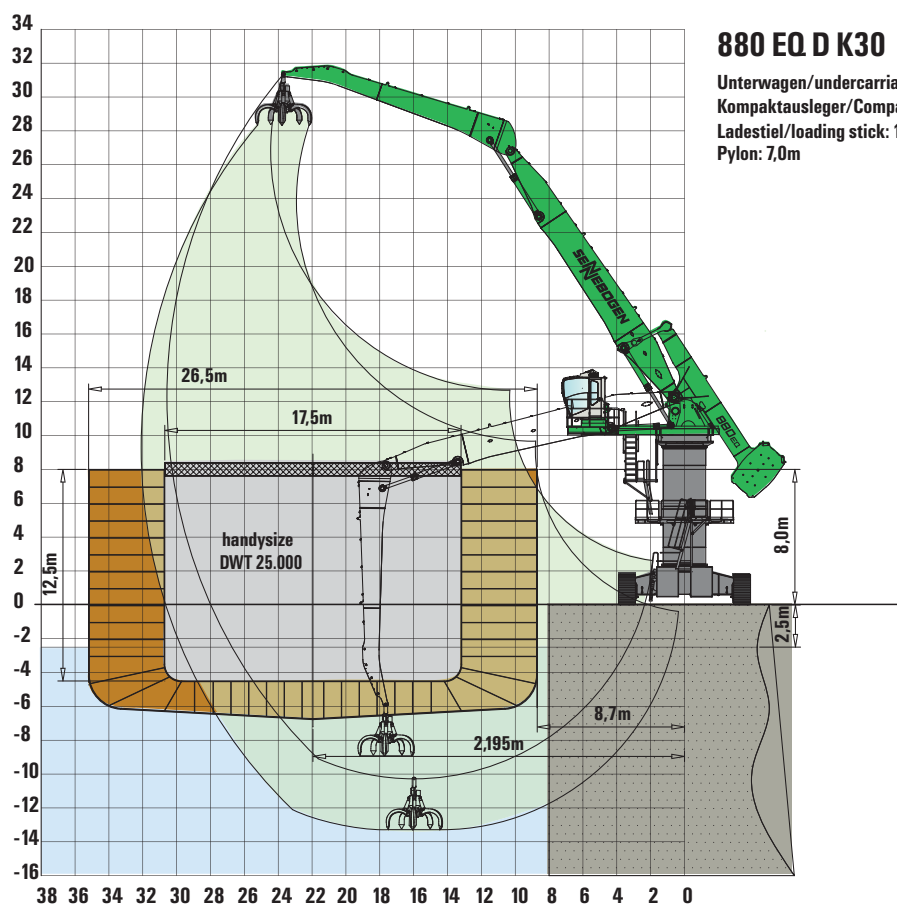 34
32
30
28
26
24
22
20
18
16
14
12
10
8
6
4
2
0
-2
-4
-6
-8
-10
-12
-14
-16
38 36 34 32 30 28 26 24 22 20 18 16 14 12 10 8 6 4 2 0
880 EQ D K30
Unterwagen/undercarria
Kompaktausleger/Compa
Ladestiel/loading stick: 1
Pylon: 7,0m
SENNEBOGEN
880 EQ
26,5m
17,5m
handysize
DWT 25.000
12,5m
8,0m
2,5m
8,7m
2,195m